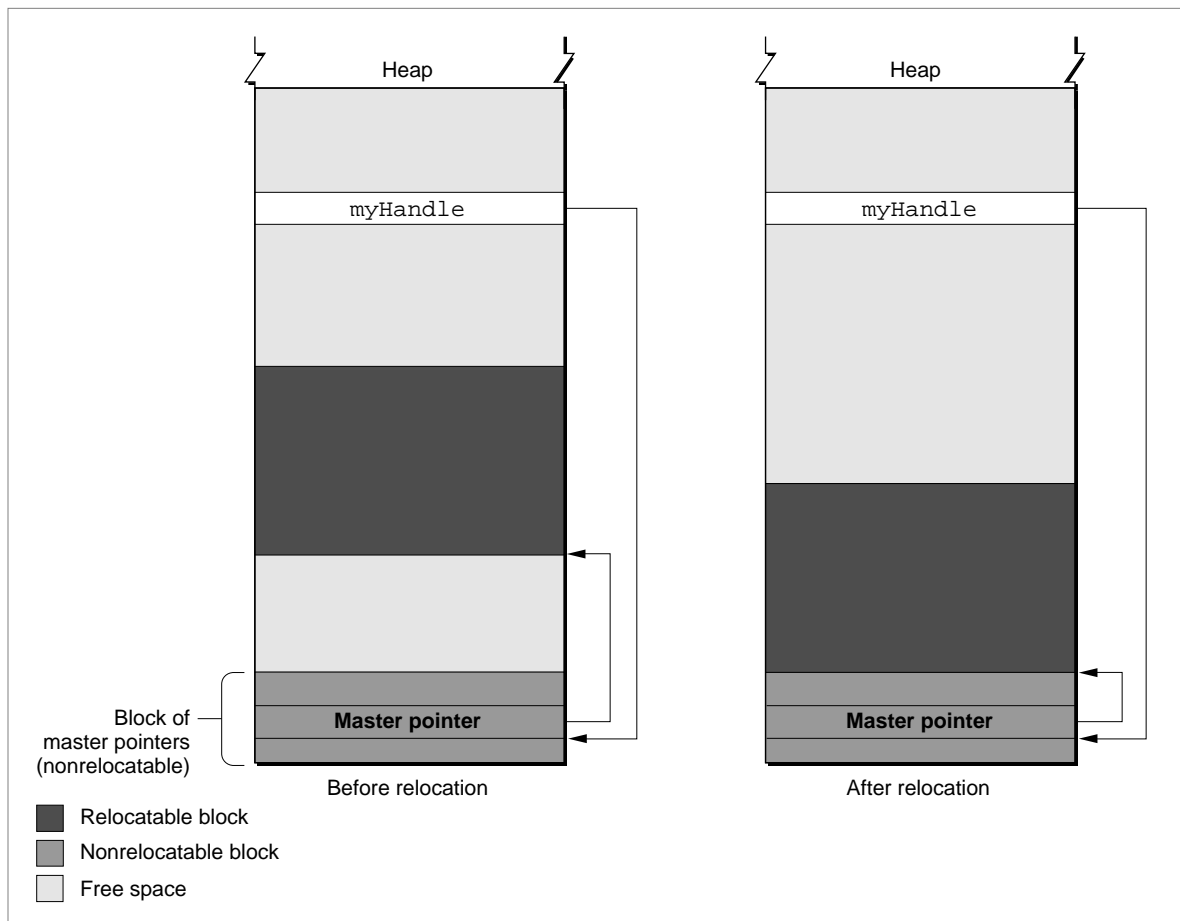 Heap
Heap
myHandle
myHandle
Block of
master pointers
(nonrelocatable)
Master pointer
Master pointer
Before relocation
After relocation
Relocatable block
Nonrelocatable block
Free space